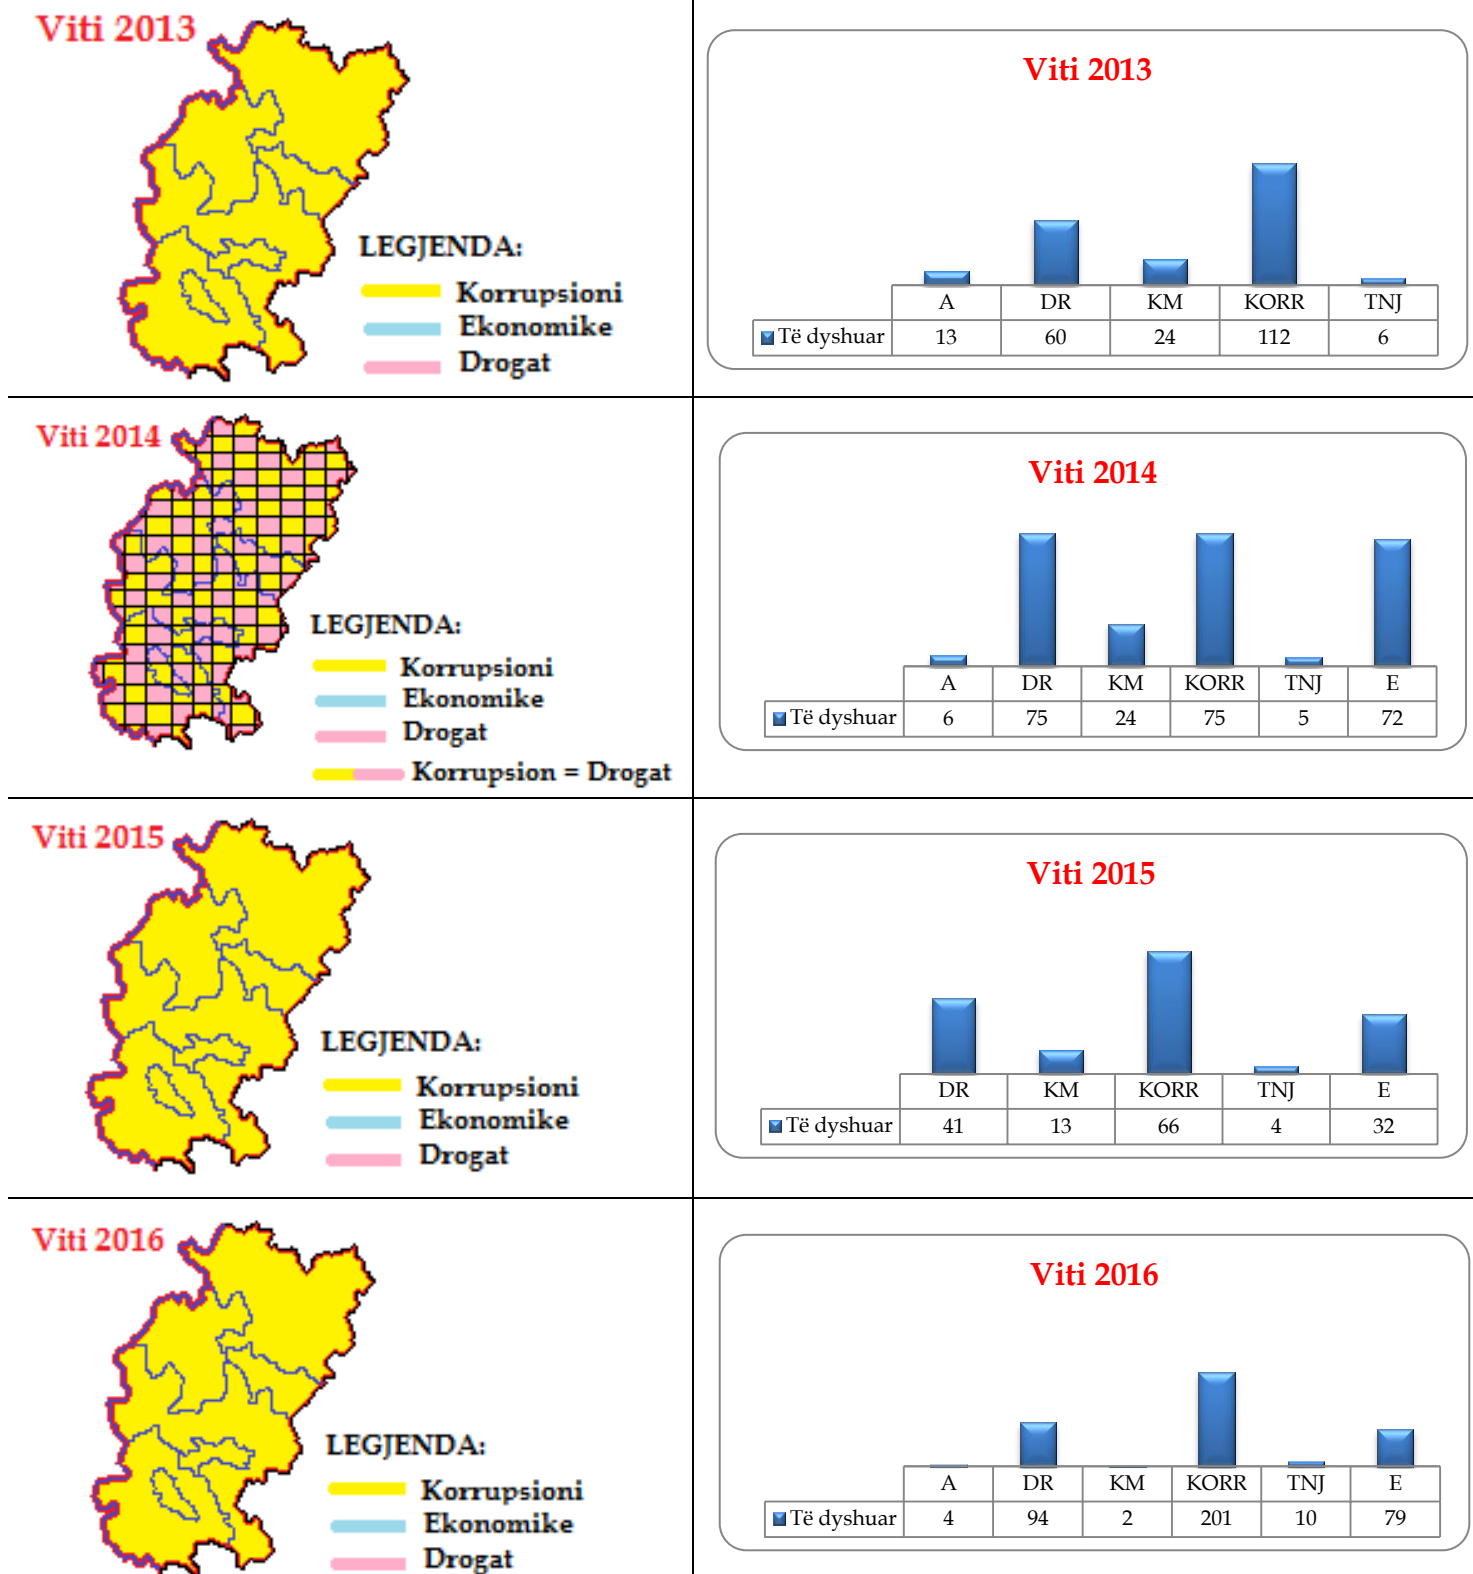 Viti 2013
LEGJENDA:
Korrupsioni
Ekonomike
Drogat
Viti 2013
A DR KM KORR TNJ
Të dyshuar 13 60 24 112 6
Viti 2014
LEGJENDA:
Korrupsioni
Ekonomike
Drogat
Korrupsion = Drogat
Viti 2014
A DR KM KORR TNJ E
Të dyshuar 6 75 24 75 5 72
Viti 2015
LEGJENDA:
Korrupsioni
Ekonomike
Drogat
Viti 2015
DR KM KORR TNJ E
Të dyshuar 41 13 66 4 32
Viti 2016
LEGJENDA:
Korrupsioni
Ekonomike
Drogat
Viti 2016
A DR KM KORR TNJ E
Të dyshuar 4 94 2 201 10 79